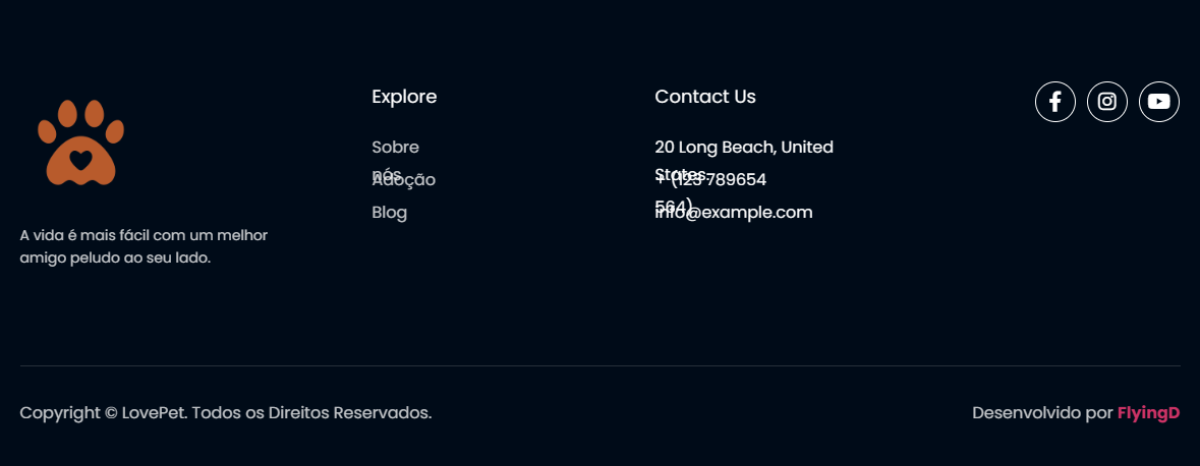 A vida é mais fácil com um melhor
amigo peludo ao seu lado.
Explore
Sobre
nós
Adoção
Blog
Contact Us
20 Long Beach, United
States.
+ (123 789654
564)
info@example.com
Copyright © LovePet. Todos os Direitos Reservados.
Desenvolvido por FlyingD